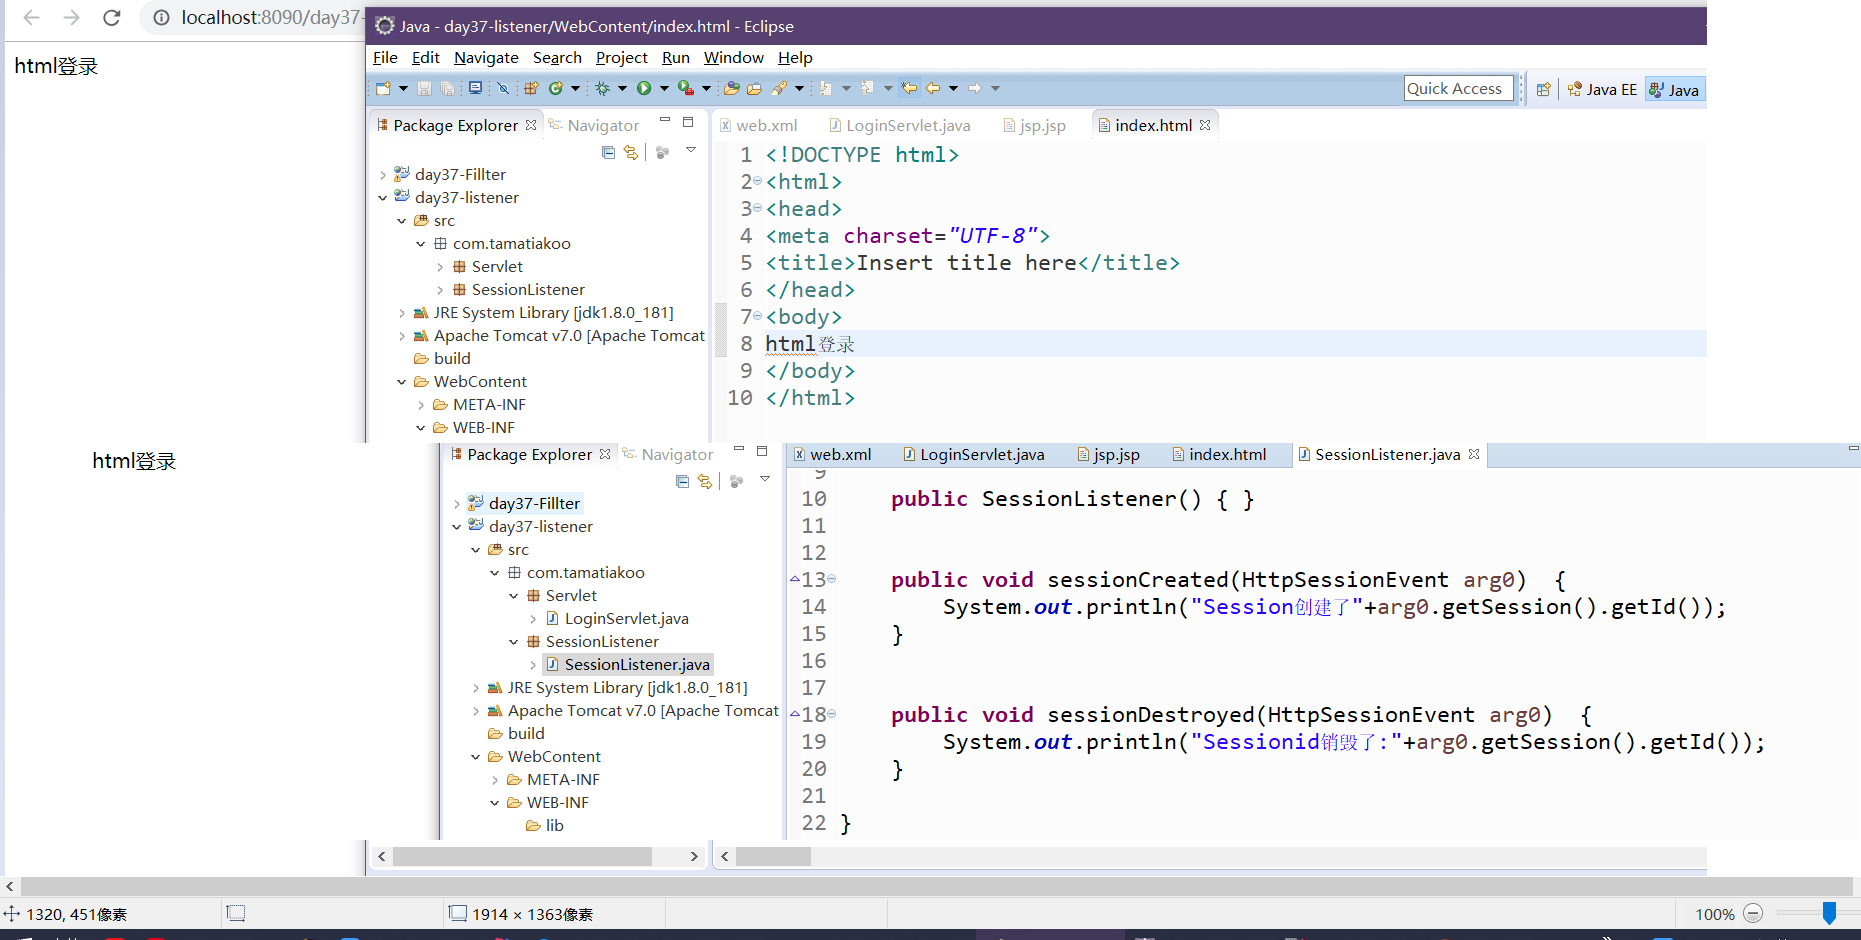 localhost:8090/day37-
Java - day37-listener/WebContent/index.html - Eclipse
File Edit Navigate Search Project Run Window Help
Quick Access Java EE Java
html登录
Package Explorer Navigator
web.xml LoginServlet.java jsp.jsp index.html
day37-Fillter
day37-listener
src
com.tamatiakoo
Servlet
SessionListener
JRE System Library [jdk1.8.0_181]
Apache Tomcat v7.0 [Apache Tomcat
build
WebContent
META-INF
WEB-INF
1 <!DOCTYPE html>
2 <html>
3 <head>
4 <meta charset="UTF-8">
5 <title>Insert title here</title>
6 </head>
7 <body>
8 html登录
9 </body>
10 </html>
html登录
Package Explorer Navigator
web.xml LoginServlet.java jsp.jsp index.html SessionListener.java
day37-Fillter
day37-listener
src
com.tamatiakoo
Servlet
LoginServlet.java
SessionListener
SessionListener.java
JRE System Library [jdk1.8.0_181]
Apache Tomcat v7.0 [Apache Tomcat
build
WebContent
META-INF
WEB-INF
lib
9
10 public SessionListener() { }
11
12
13 public void sessionCreated(HttpSessionEvent arg0) {
14 System.out.println("Session创建了"+arg0.getSession().getId());
15 }
16
17
18 public void sessionDestroyed(HttpSessionEvent arg0) {
19 System.out.println("Sessionid销毁了:"+arg0.getSession().getId());
20 }
21
22 }
1320, 451像素 1914 × 1363像素 100%